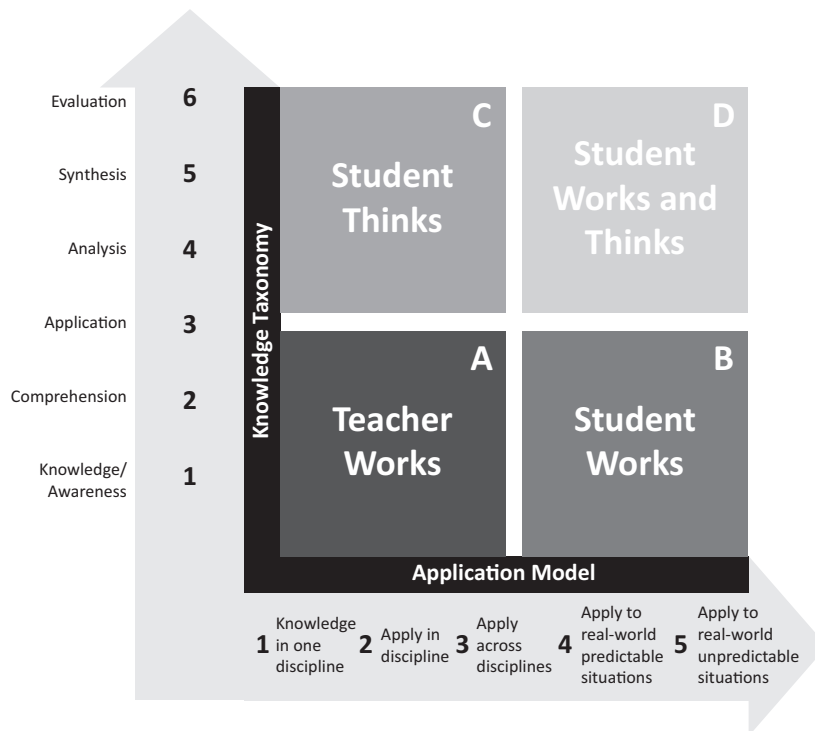 Evaluation 6
Synthesis 5
Analysis 4
Application 3
Comprehension 2
Knowledge/
Awareness 1
Knowledge Taxonomy
C
Student
Thinks
D
Student
Works and
Thinks
A
Teacher
Works
B
Student
Works
Application Model
1 Knowledge
in one
discipline
2 Apply in
discipline
3 Apply
across
disciplines
4 Apply to
real-world
predictable
situations
5 Apply to
real-world
unpredictable
situations